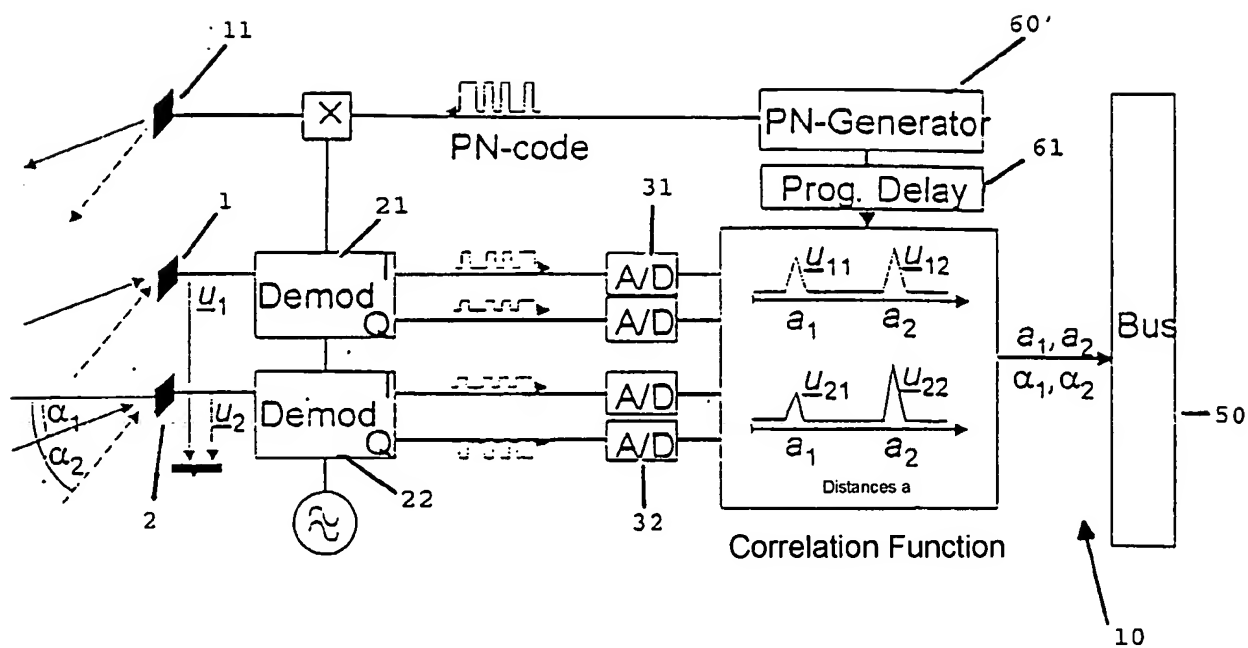 11
60'
X
PN-Generator
PN-code
61
Prog. Delay
1
21
31
I
A/D
u11
u12
Demod
u1
Q
A/D
a1
a2
Bus
a1, a2
α1, α2
I
A/D
u21
u22
α1
Demod
u2
50
α2
Q
A/D
a1
a2
Distances a
2
22
32
Correlation Function
10